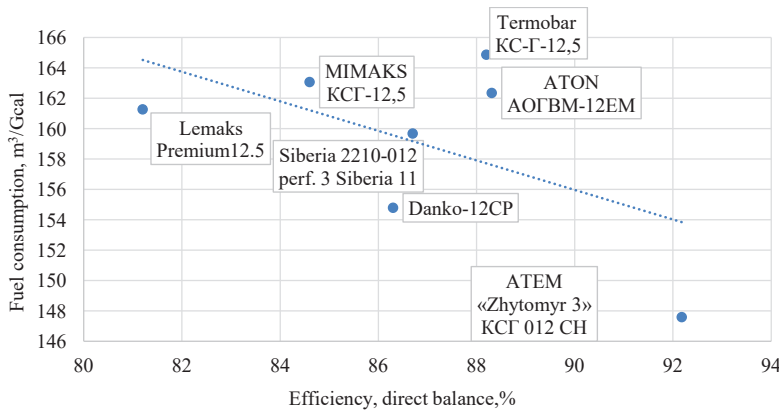 Termobar
КС-Г-12,5
MIMAKS
КСГ-12,5
ATON
АОГВМ-12ЕМ
Lemaks
Premium12.5
Siberia 2210-012
perf. 3 Siberia 11
Danko-12CP
ATEM
«Zhytomyr 3»
КСГ 012 СН
Fuel consumption, m³/Gcal
166
164
162
160
158
156
154
152
150
148
146
80 82 84 86 88 90 92 94
Efficiency, direct balance,%